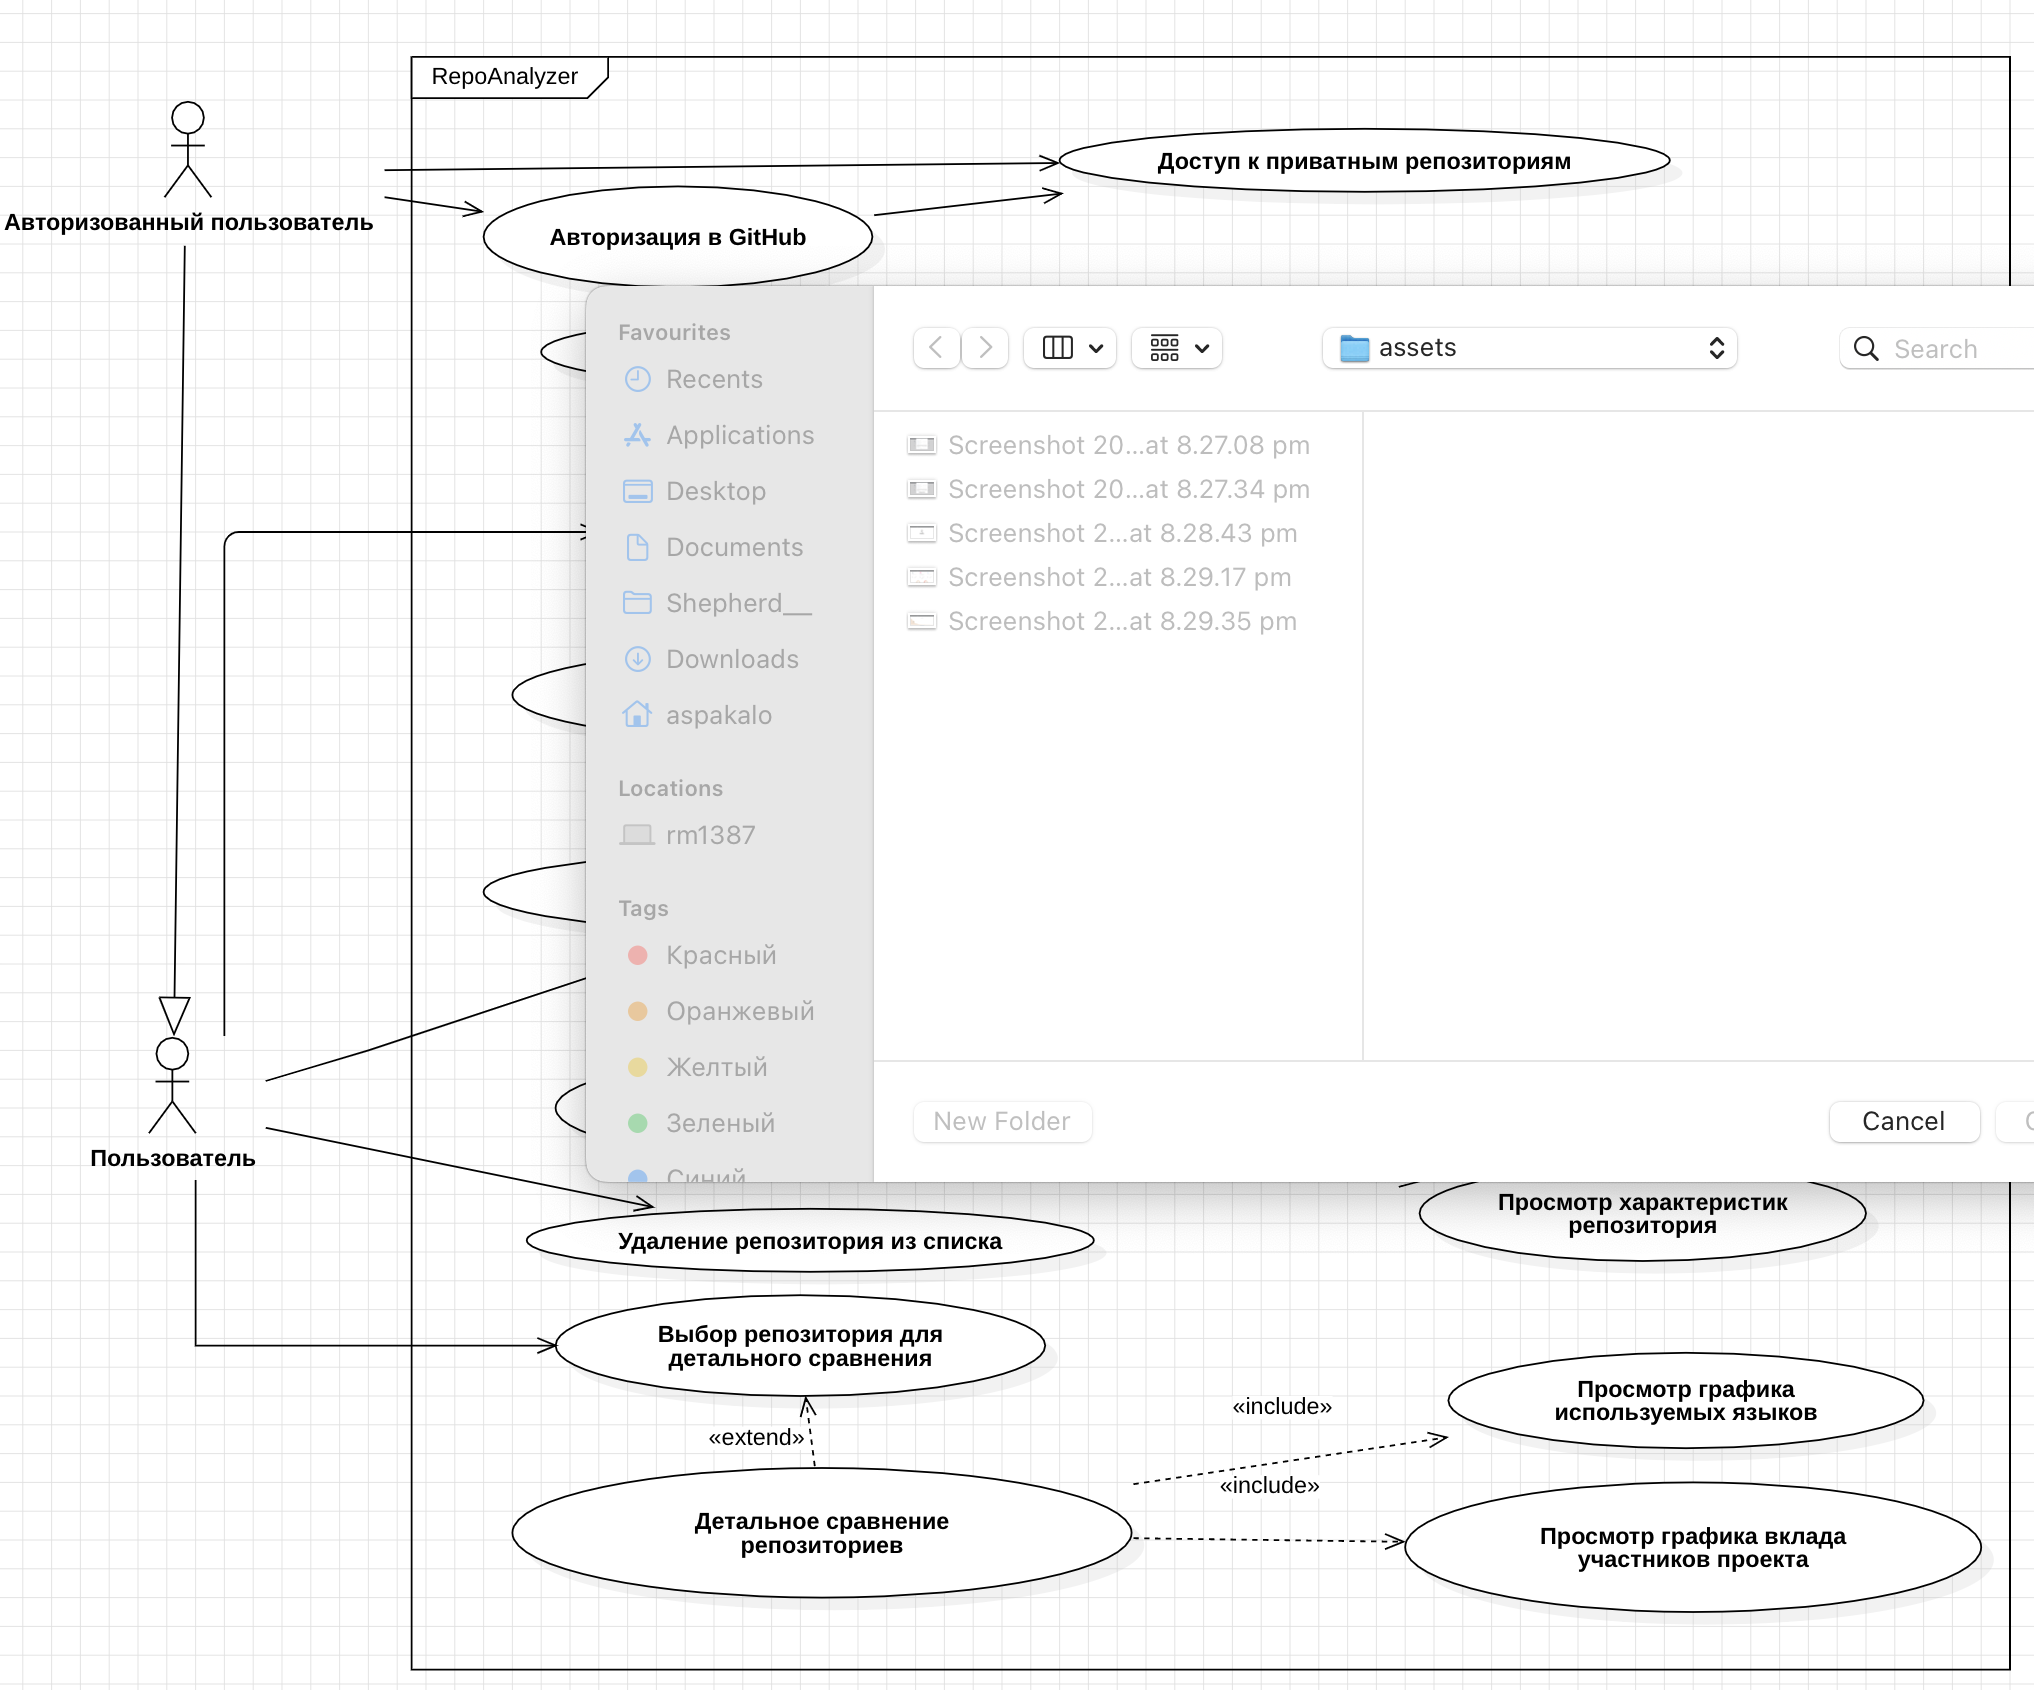 RepoAnalyzer
Авторизованный пользователь
Доступ к приватным репозиториям
Авторизация в GitHub
Favourites
Recents
Applications
Desktop
Documents
Shepherd__
Downloads
aspakalo
Locations
rm1387
Tags
Красный
Оранжевый
Желтый
Зеленый
Синий
assets
Search
Screenshot 20...at 8.27.08 pm
Screenshot 20...at 8.27.34 pm
Screenshot 2...at 8.28.43 pm
Screenshot 2...at 8.29.17 pm
Screenshot 2...at 8.29.35 pm
New Folder
Cancel
Пользователь
Просмотр характеристик
репозитория
Удаление репозитория из списка
Выбор репозитория для
детального сравнения
«extend»
«include»
Просмотр графика
используемых языков
«include»
Детальное сравнение
репозиториев
Просмотр графика вклада
участников проекта